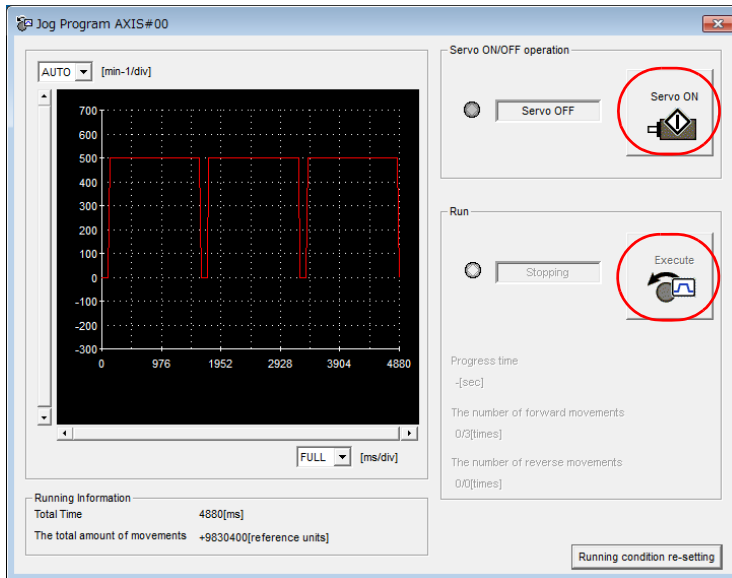 Jog Program AXIS#00
AUTO [min-1/div]
700
600
500
400
300
200
100
0
-100
-200
-300
0 976 1952 2928 3904 4880
FULL [ms/div]
Running Information
Total Time 4880[ms]
The total amount of movements +9830400[reference units]
Servo ON/OFF operation
Servo OFF
Servo ON
Run
Stopping
Execute
Progress time
-[sec]
The number of forward movements
0/3[times]
The number of reverse movements
0/0[times]
Running condition re-setting